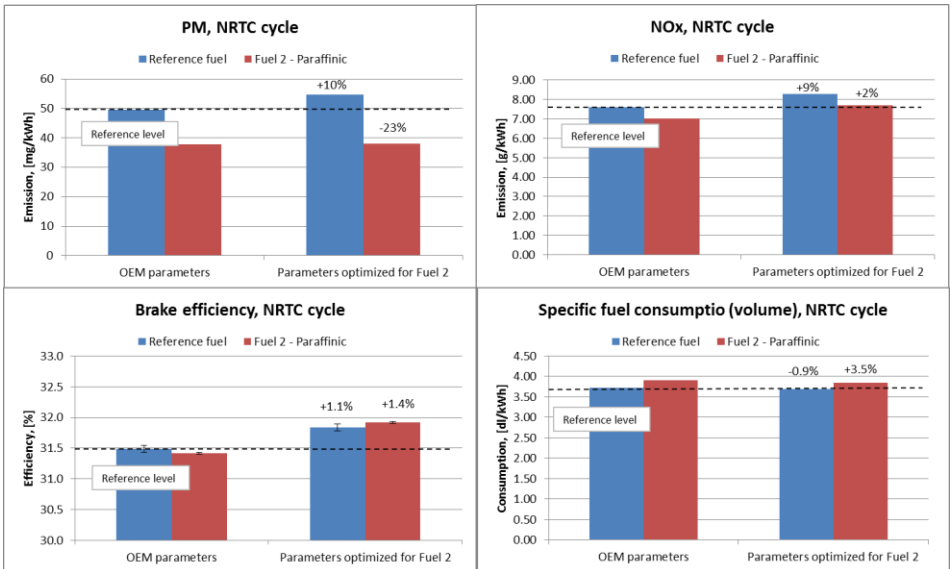 PM, NRTC cycle
Reference fuel Fuel 2 - Paraffinic
Emission, [mg/kWh]
60
50
40
30
20
10
0
+10%
-23%
Reference level
OEM parameters Parameters optimized for Fuel 2
NOx, NRTC cycle
Reference fuel Fuel 2 - Paraffinic
Emission, [g/kWh]
9.00
8.00
7.00
6.00
5.00
4.00
3.00
2.00
1.00
0.00
+9% +2%
Reference level
OEM parameters Parameters optimized for Fuel 2
Brake efficiency, NRTC cycle
Reference fuel Fuel 2 - Paraffinic
Efficiency, [%]
33.0
32.5
32.0
31.5
31.0
30.5
30.0
+1.1% +1.4%
Reference level
OEM parameters Parameters optimized for Fuel 2
Specific fuel consumptio (volume), NRTC cycle
Reference fuel Fuel 2 - Paraffinic
Consumption, [dl/kWh]
4.50
4.00
3.50
3.00
2.50
2.00
1.50
1.00
0.50
0.00
-0.9% +3.5%
Reference level
OEM parameters Parameters optimized for Fuel 2